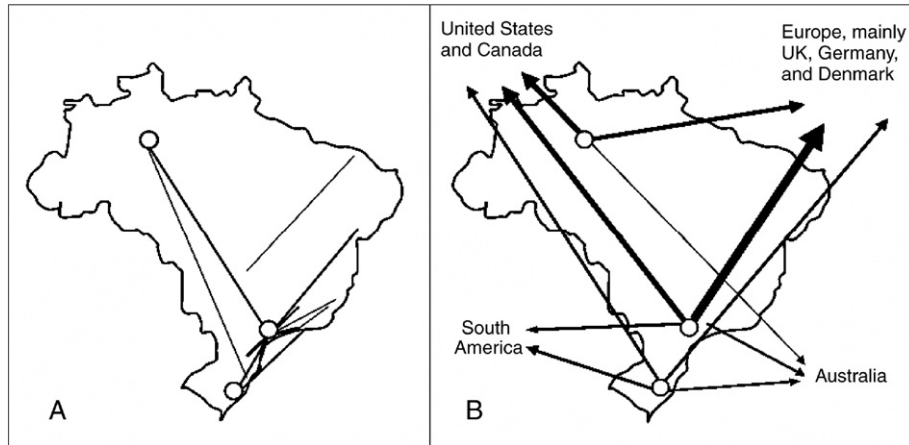 United States
and Canada
Europe, mainly
UK, Germany,
and Denmark
South
America
Australia
A
B